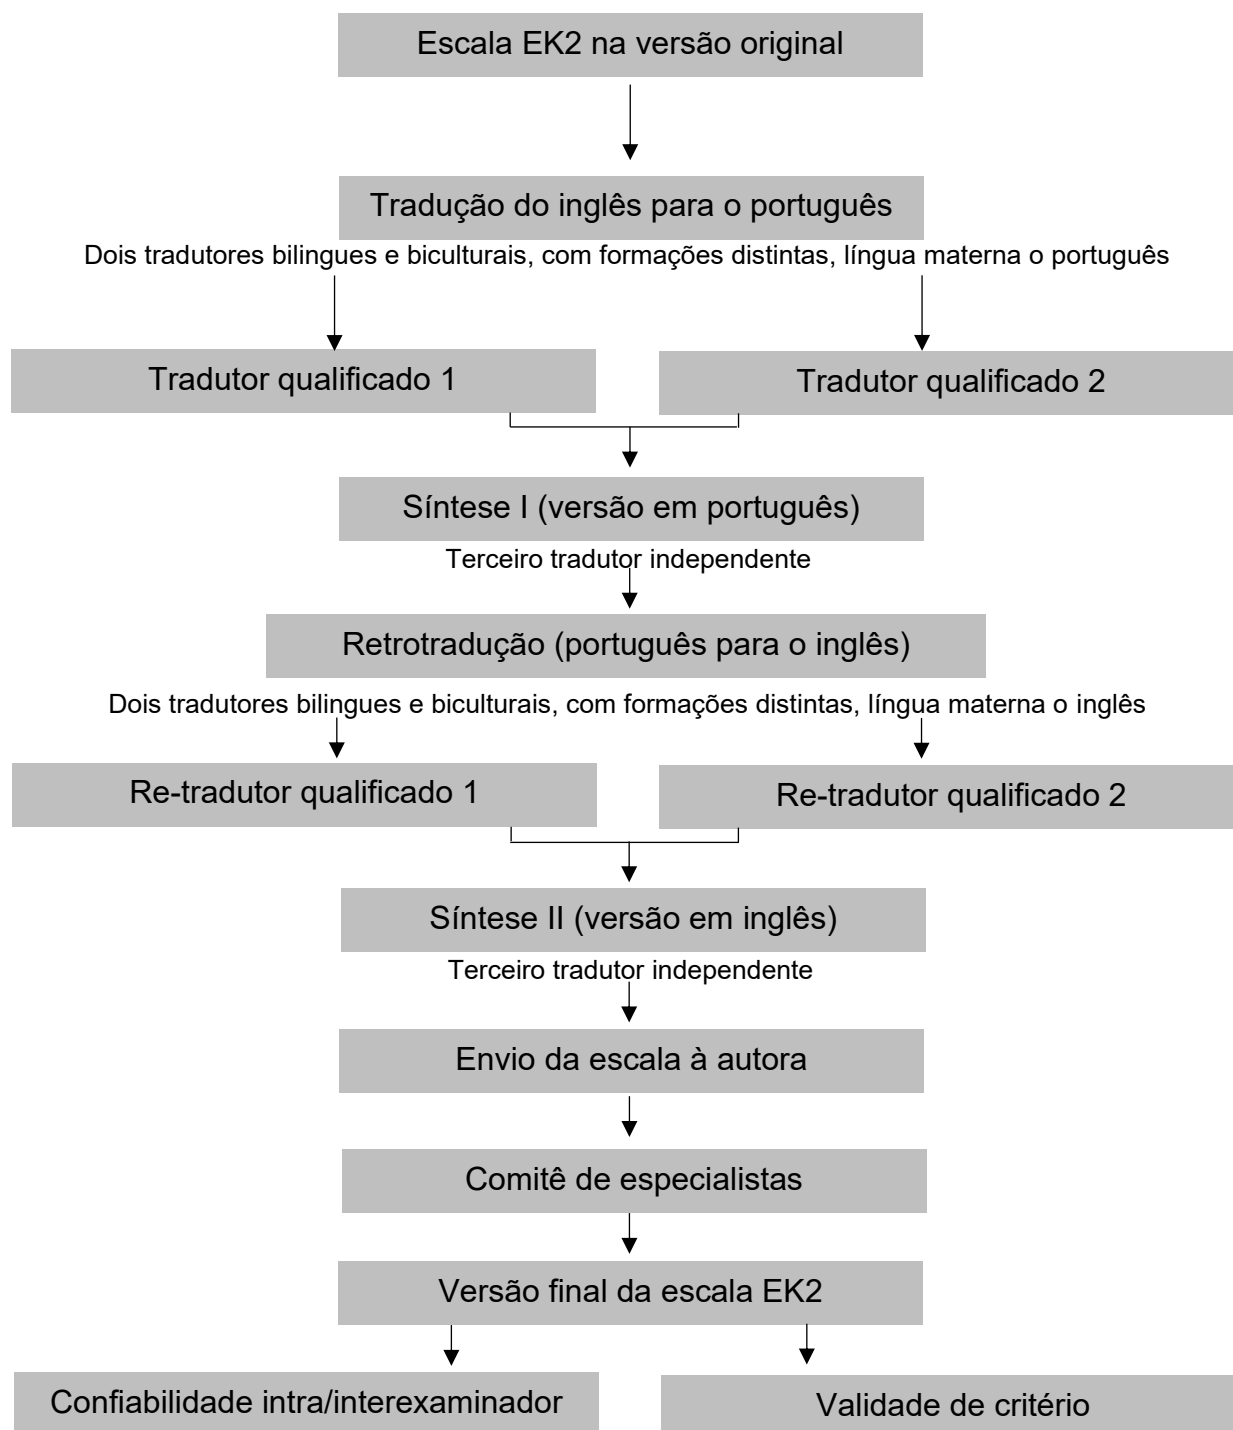 Escala EK2 na versão original
Tradução do inglês para o português
Dois tradutores bilingues e biculturais, com formações distintas, língua materna o português
Tradutor qualificado 1
Tradutor qualificado 2
Síntese I (versão em português)
Terceiro tradutor independente
Retrotradução (português para o inglês)
Dois tradutores bilingues e biculturais, com formações distintas, língua materna o inglês
Re-tradutor qualificado 1
Re-tradutor qualificado 2
Síntese II (versão em inglês)
Terceiro tradutor independente
Envio da escala à autora
Comitê de especialistas
Versão final da escala EK2
Confiabilidade intra/interexaminador
Validade de critério